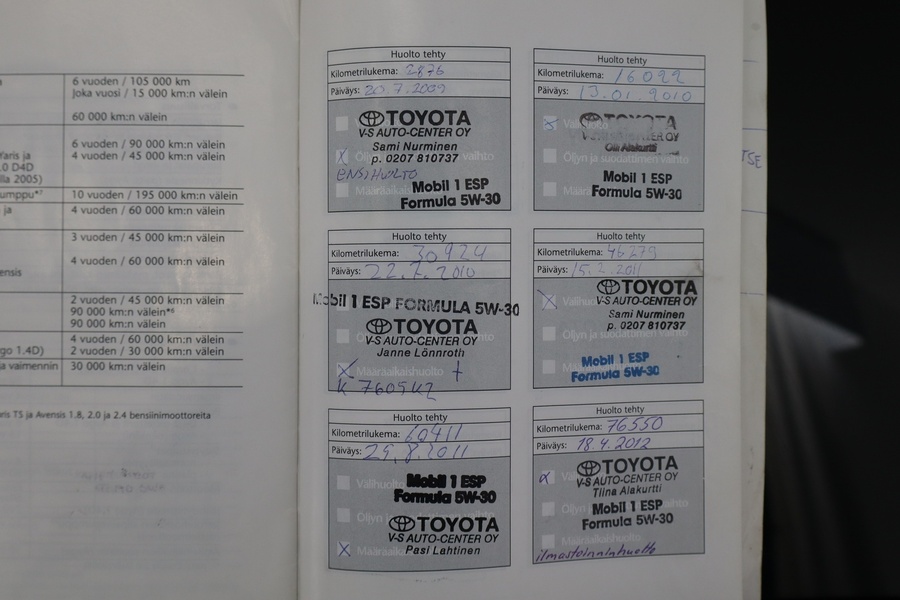 6 vuoden / 105 000 km
Joka vuosi / 15 000 km:n välein
60 000 km:n välein
6 vuoden / 90 000 km:n välein
Yaris ja 4 vuoden / 45 000 km:n välein
.0 D4D
lla 2005)
umppu*⁷ 10 vuoden / 195 000 km:n välein
ja 4 vuoden / 60 000 km:n välein
3 vuoden / 45 000 km:n välein
ensis 4 vuoden / 60 000 km:n välein
2 vuoden / 45 000 km:n välein
90 000 km:n välein*⁶
90 000 km:n välein
4 vuoden / 60 000 km:n välein
go 1.4D) 2 vuoden / 30 000 km:n välein
a vaimennin 30 000 km:n välein
ris TS ja Avensis 1.8, 2.0 ja 2.4 bensiinimoottoreita
Huolto tehty
Kilometrilukema: 2876
Päiväys: 20.7.2009
TOYOTA
V-S AUTO-CENTER OY
Sami Nurminen
p. 0207 810737
vaihto
ENSIHUOLTO
Määräaika
Mobil 1 ESP
Formula 5W-30
Huolto tehty
Kilometrilukema: 16022
Päiväys: 13.01.2010
TOYOTA
V-S AUTO-CENTER OY
Olli Alakurtti
Öljyn ja suodattimen vaihto
Mobil 1 ESP
Formula 5W-30
Huolto tehty
Kilometrilukema: 30924
Päiväys: 22.7.2010
Mobil 1 ESP FORMULA 5W-30
TOYOTA
V-S AUTO-CENTER OY
Janne Lönnroth
Määräaikaishuolto +
Huolto tehty
Kilometrilukema: 46279
Päiväys: 15.2.2011
TOYOTA
Välihuolto
V-S AUTO-CENTER OY
Sami Nurminen
p. 0207 810737
Mobil 1 ESP
Formula 5W-30
Huolto tehty
Kilometrilukema: 60411
Päiväys: 29.8.2011
Välihuolto
Mobil 1 ESP
Formula 5W-30
TOYOTA
V-S AUTO-CENTER OY
Pasi Lahtinen
Huolto tehty
Kilometrilukema: 76550
Päiväys: 18.4.2012
TOYOTA
V-S AUTO-CENTER OY
Tiina Alakurtti
Mobil 1 ESP
Formula 5W-30
Määräaikaishuolto
ilmastoinninhuolto
TSE